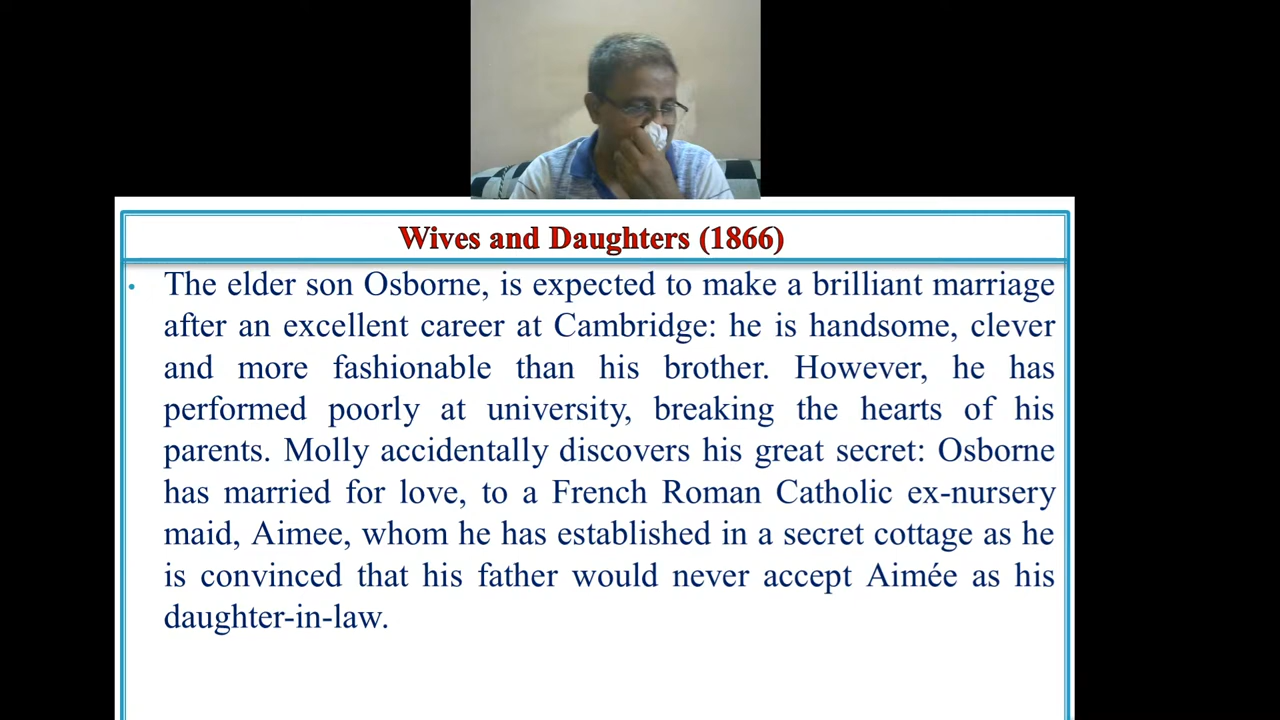 Wives and Daughters (1866)
• The elder son Osborne, is expected to make a brilliant marriage
after an excellent career at Cambridge: he is handsome, clever
and more fashionable than his brother. However, he has
performed poorly at university, breaking the hearts of his
parents. Molly accidentally discovers his great secret: Osborne
has married for love, to a French Roman Catholic ex-nursery
maid, Aimee, whom he has established in a secret cottage as he
is convinced that his father would never accept Aimée as his
daughter-in-law.